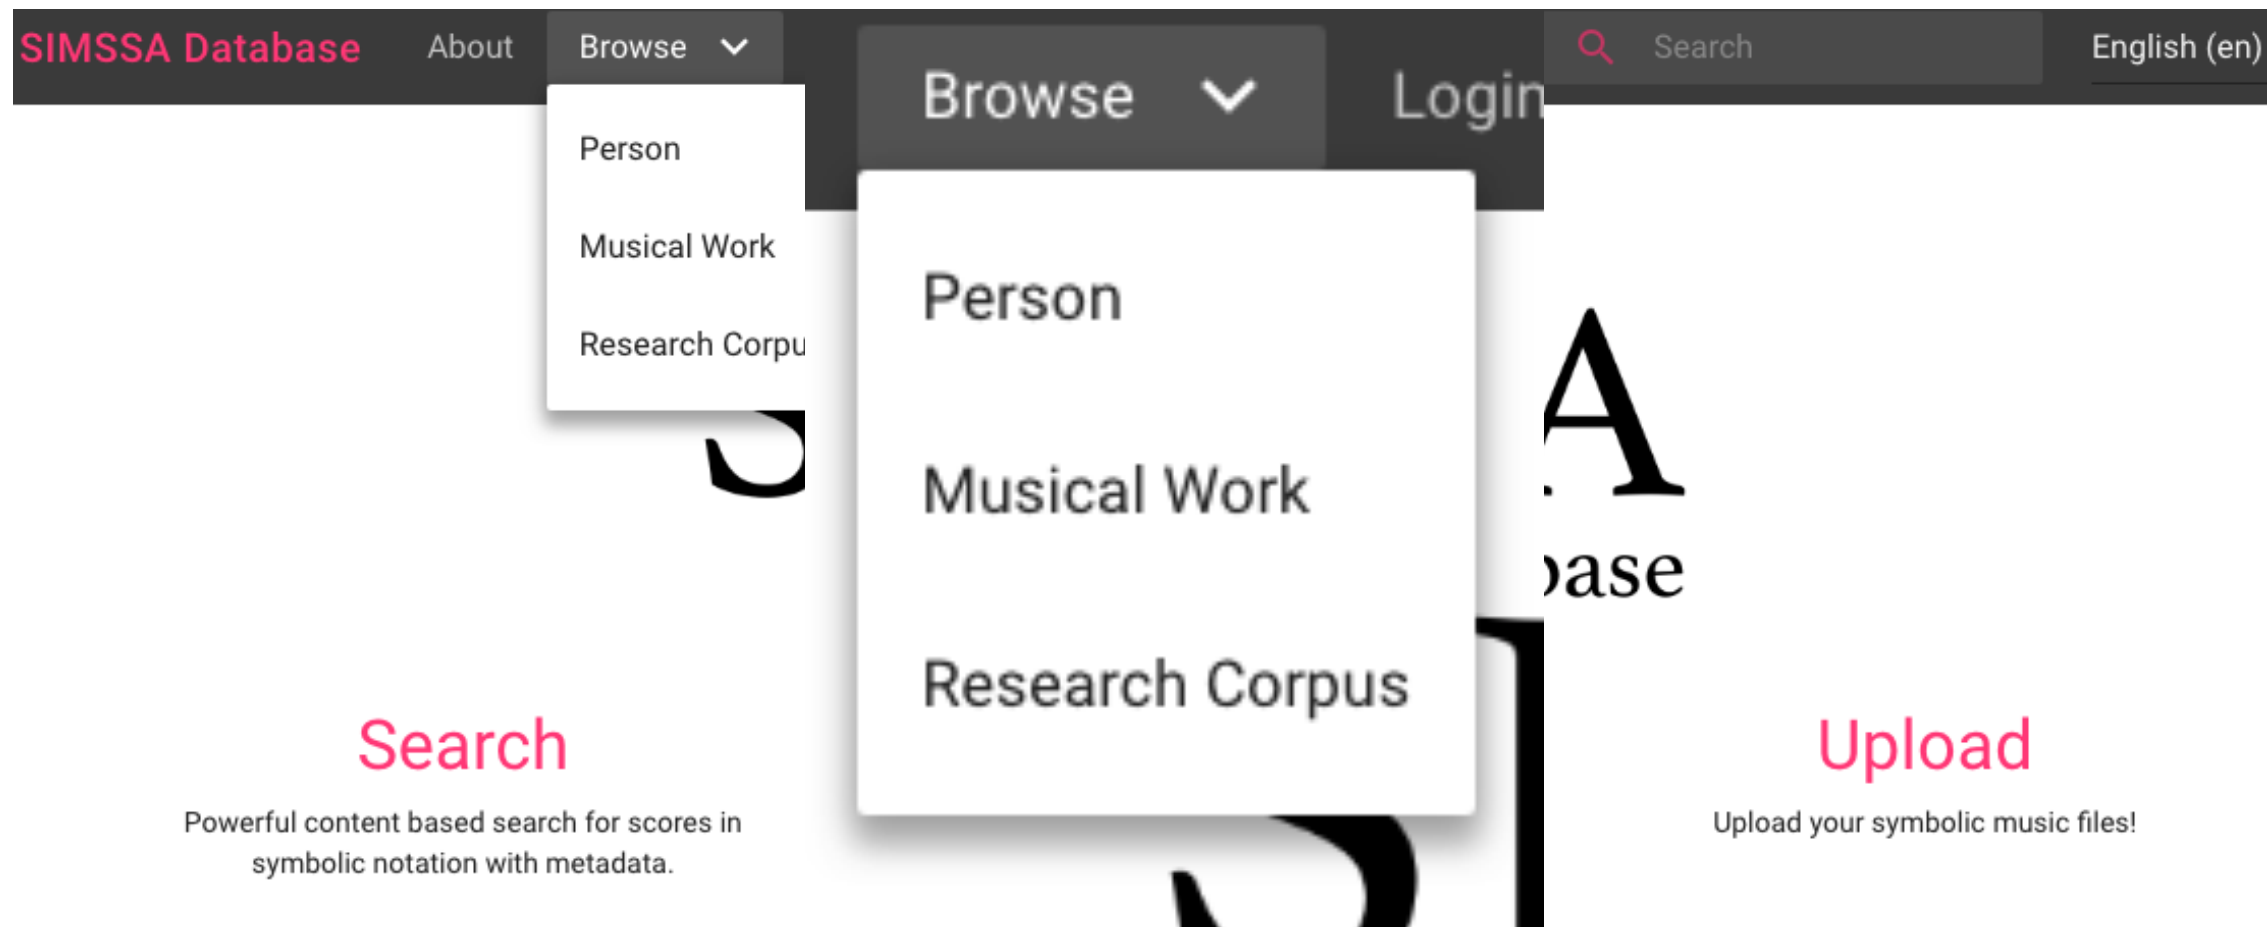 SIMSSA Database About Browse
Person
Musical Work
Research Corpu
S
Search
Powerful content based search for scores in
symbolic notation with metadata.
Browse Login
Person
Musical Work
Research Corpus
SI
Search English (en)
A
base
Upload
Upload your symbolic music files!